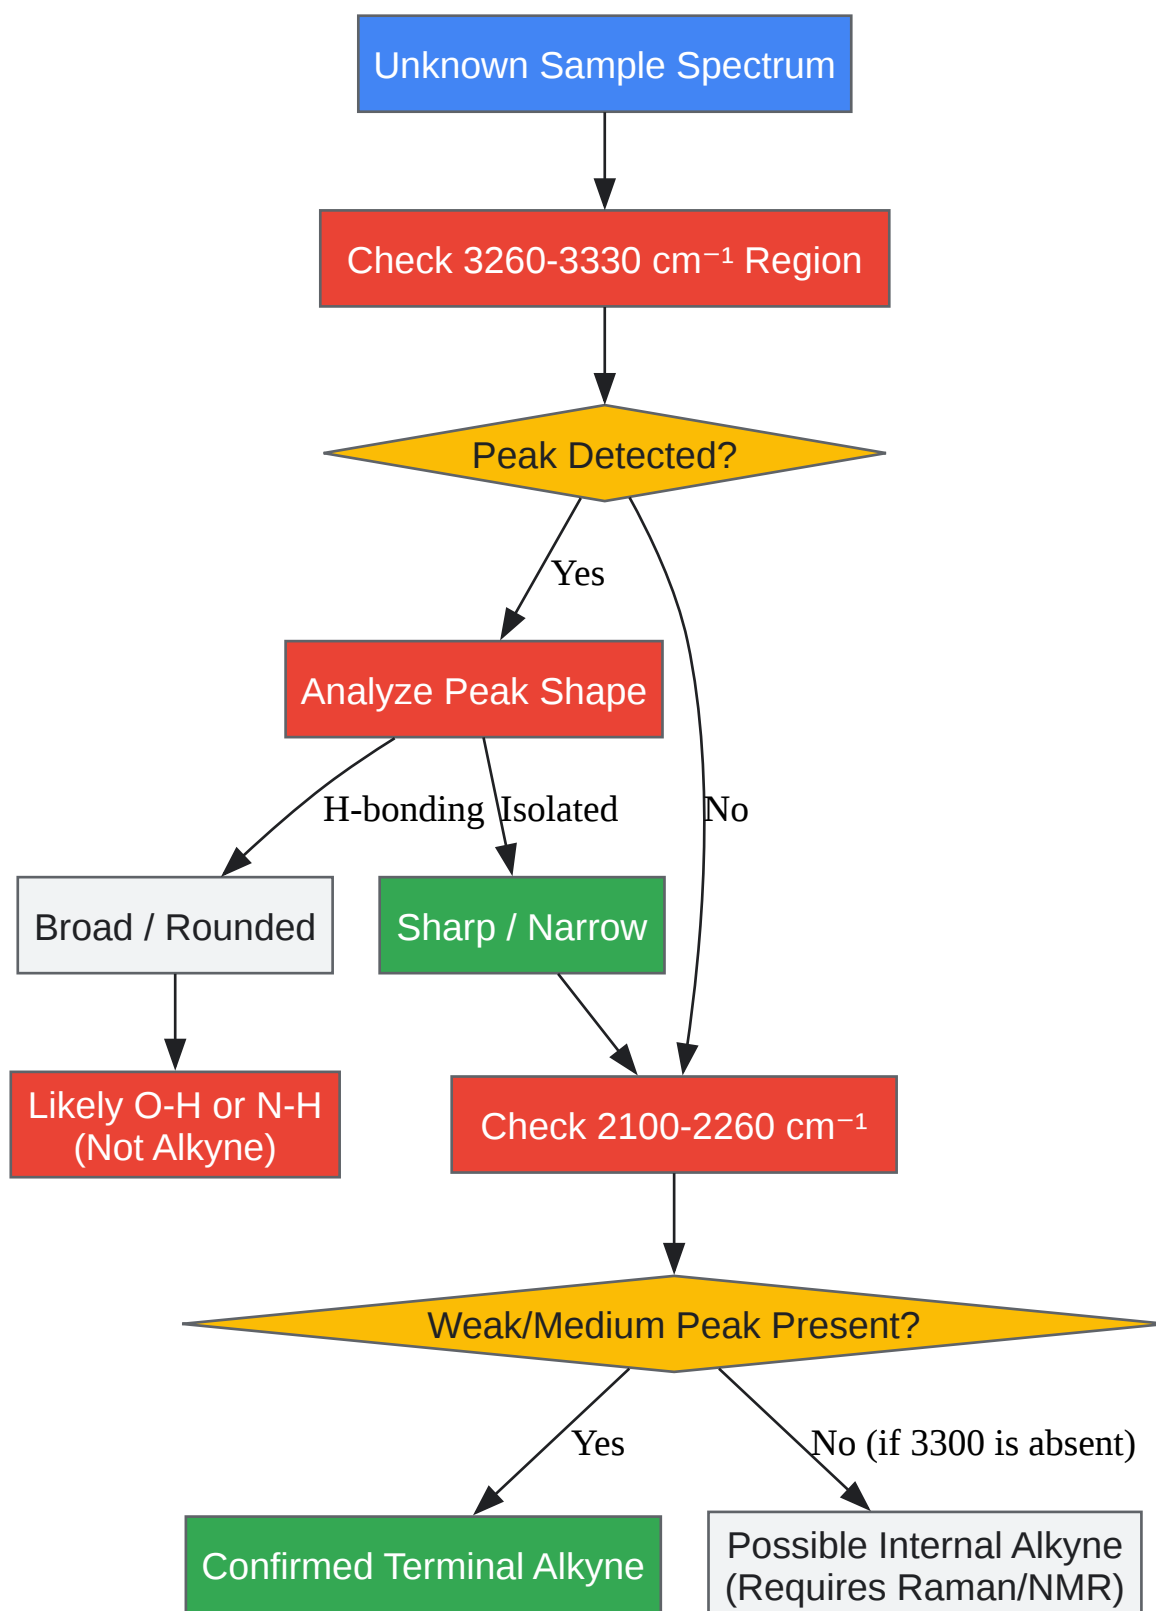 Unknown Sample Spectrum
Check 3260-3330 cm⁻¹ Region
Peak Detected?
Yes
Analyze Peak Shape
H-bonding
Isolated
No
Broad / Rounded
Sharp / Narrow
Likely O-H or N-H
(Not Alkyne)
Check 2100-2260 cm⁻¹
Weak/Medium Peak Present?
Yes
No (if 3300 is absent)
Confirmed Terminal Alkyne
Possible Internal Alkyne
(Requires Raman/NMR)